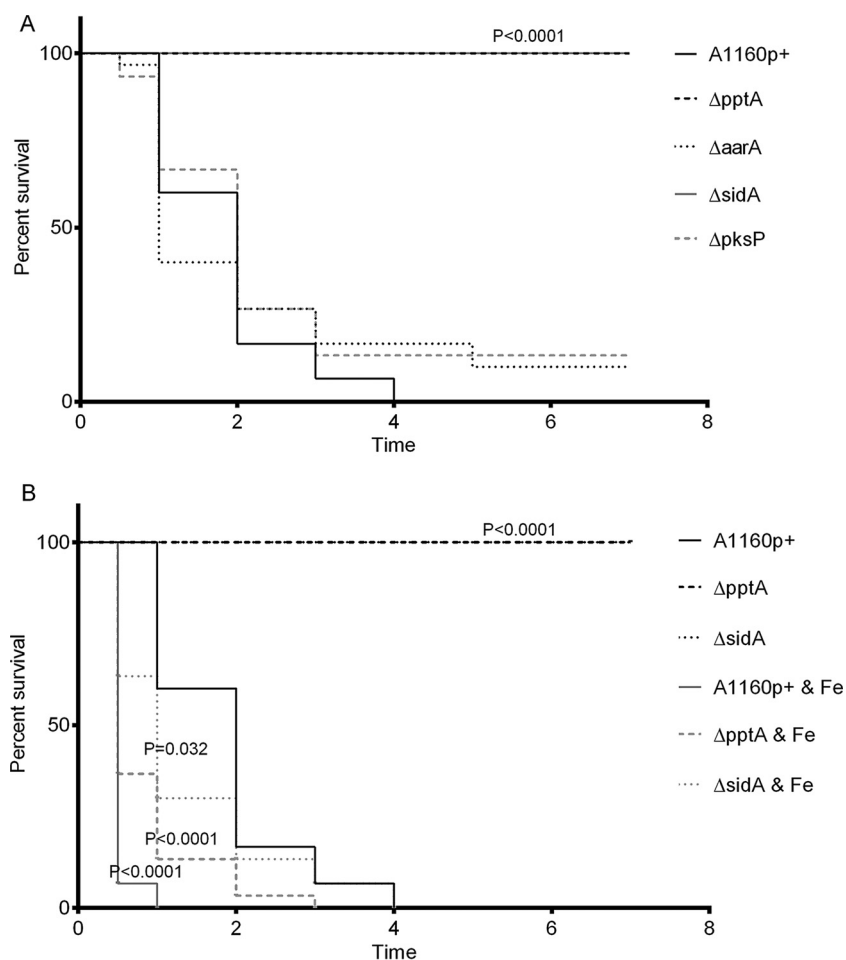 A
P<0.0001
100
50
0
Percent survival
0 2 4 6 8
Time
A1160p+
ΔpptA
ΔaarA
ΔsidA
ΔpksP
B
P<0.0001
100
50
0
Percent survival
P=0.032
P<0.0001
P<0.0001
0 2 4 6 8
Time
A1160p+
ΔpptA
ΔsidA
A1160p+ & Fe
ΔpptA & Fe
ΔsidA & Fe